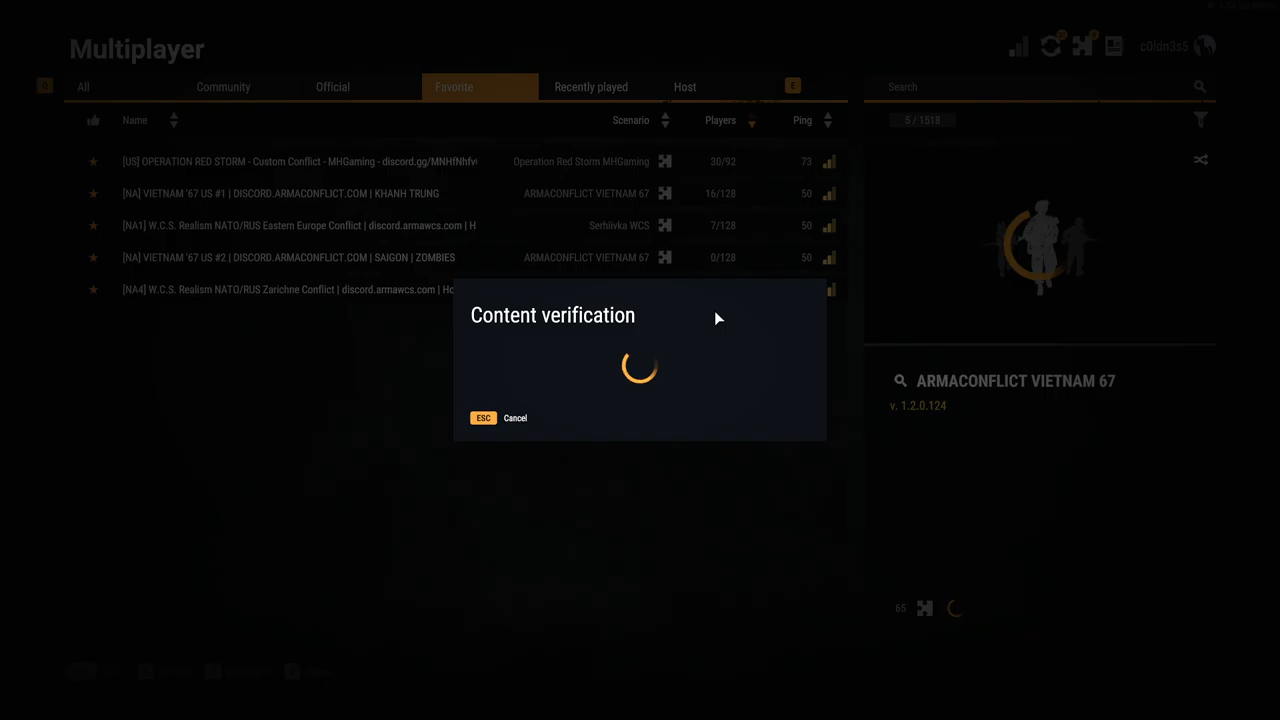 Multiplayer
c0ldn3s5
Q All Community Official Favorite Recently played Host E
Search
Name Scenario Players Ping
5 / 1518
[US] OPERATION RED STORM - Custom Conflict - MHGaming - discord.gg/MNHfNhfv Operation Red Storm MHGaming 30/92 73
[NA] VIETNAM '67 US #1 | DISCORD.ARMACONFLICT.COM | KHANH TRUNG ARMACONFLICT VIETNAM 67 16/128 50
[NA1] W.C.S. Realism NATO/RUS Eastern Europe Conflict | discord.armawcs.com | H Serhiivka WCS 7/128 50
[NA] VIETNAM '67 US #2 | DISCORD.ARMACONFLICT.COM | SAIGON | ZOMBIES ARMACONFLICT VIETNAM 67 0/128 50
[NA4] W.C.S. Realism NATO/RUS Zarichne Conflict | discord.armawcs.com | Ho
Content verification
ESC Cancel
ARMACONFLICT VIETNAM 67
v. 1.2.0.124
65